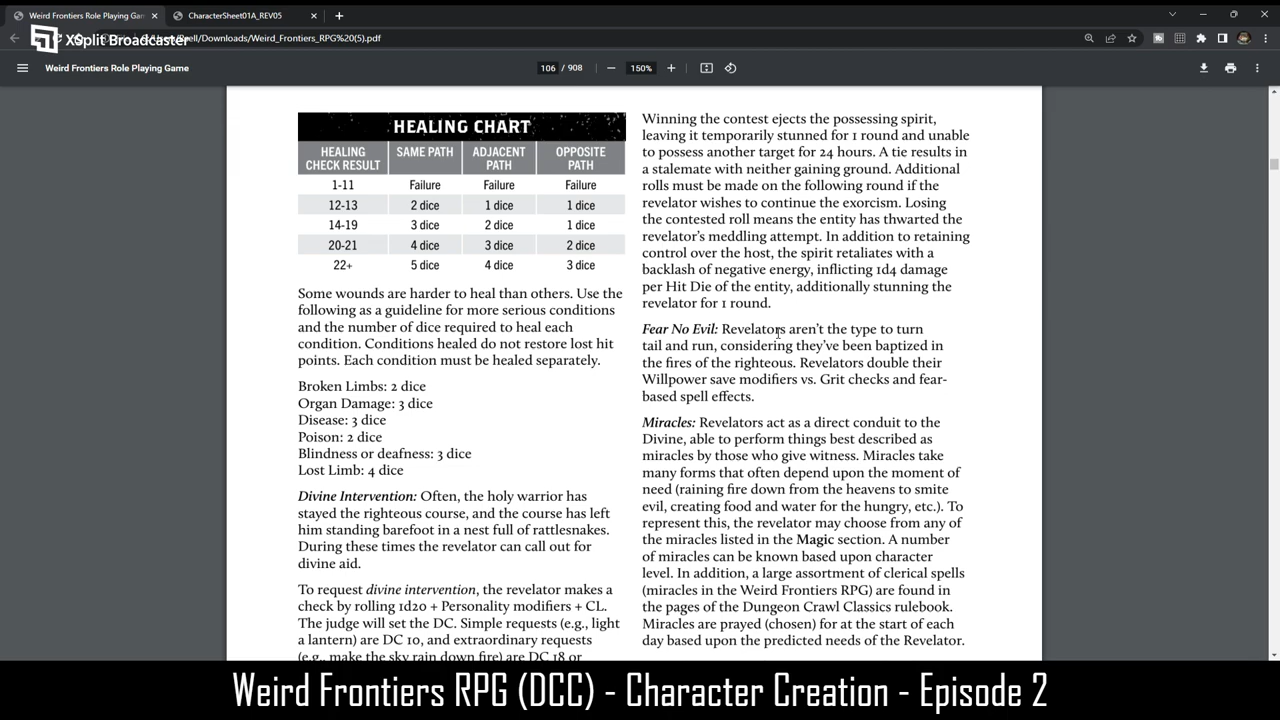 Weird Frontiers Role Playing Gam
CharacterSheet01A_REV05
XSplit Broadcaster
/Downloads/Weird_Frontiers_RPG%20(5).pdf
Weird Frontiers Role Playing Game
106 / 908
150%
HEALING CHART
HEALING CHECK RESULT SAME PATH ADJACENT PATH OPPOSITE PATH
1-11 Failure Failure Failure
12-13 2 dice 1 dice 1 dice
14-19 3 dice 2 dice 1 dice
20-21 4 dice 3 dice 2 dice
22+ 5 dice 4 dice 3 dice
Some wounds are harder to heal than others. Use the
following as a guideline for more serious conditions
and the number of dice required to heal each
condition. Conditions healed do not restore lost hit
points. Each condition must be healed separately.
Broken Limbs: 2 dice
Organ Damage: 3 dice
Disease: 3 dice
Poison: 2 dice
Blindness or deafness: 3 dice
Lost Limb: 4 dice
Divine Intervention: Often, the holy warrior has
stayed the righteous course, and the course has left
him standing barefoot in a nest full of rattlesnakes.
During these times the revelator can call out for
divine aid.
To request divine intervention, the revelator makes a
check by rolling 1d20 + Personality modifiers + CL.
The judge will set the DC. Simple requests (e.g., light
a lantern) are DC 10, and extraordinary requests
(e.g., make the sky rain down fire) are DC 18 or
Winning the contest ejects the possessing spirit,
leaving it temporarily stunned for 1 round and unable
to possess another target for 24 hours. A tie results in
a stalemate with neither gaining ground. Additional
rolls must be made on the following round if the
revelator wishes to continue the exorcism. Losing
the contested roll means the entity has thwarted the
revelator's meddling attempt. In addition to retaining
control over the host, the spirit retaliates with a
backlash of negative energy, inflicting 1d4 damage
per Hit Die of the entity, additionally stunning the
revelator for 1 round.
Fear No Evil: Revelators aren't the type to turn
tail and run, considering they've been baptized in
the fires of the righteous. Revelators double their
Willpower save modifiers vs. Grit checks and fear-
based spell effects.
Miracles: Revelators act as a direct conduit to the
Divine, able to perform things best described as
miracles by those who give witness. Miracles take
many forms that often depend upon the moment of
need (raining fire down from the heavens to smite
evil, creating food and water for the hungry, etc.). To
represent this, the revelator may choose from any of
the miracles listed in the Magic section. A number
of miracles can be known based upon character
level. In addition, a large assortment of clerical spells
(miracles in the Weird Frontiers RPG) are found in
the pages of the Dungeon Crawl Classics rulebook.
Miracles are prayed (chosen) for at the start of each
day based upon the predicted needs of the Revelator.
Weird Frontiers RPG (DCC) - Character Creation - Episode 2